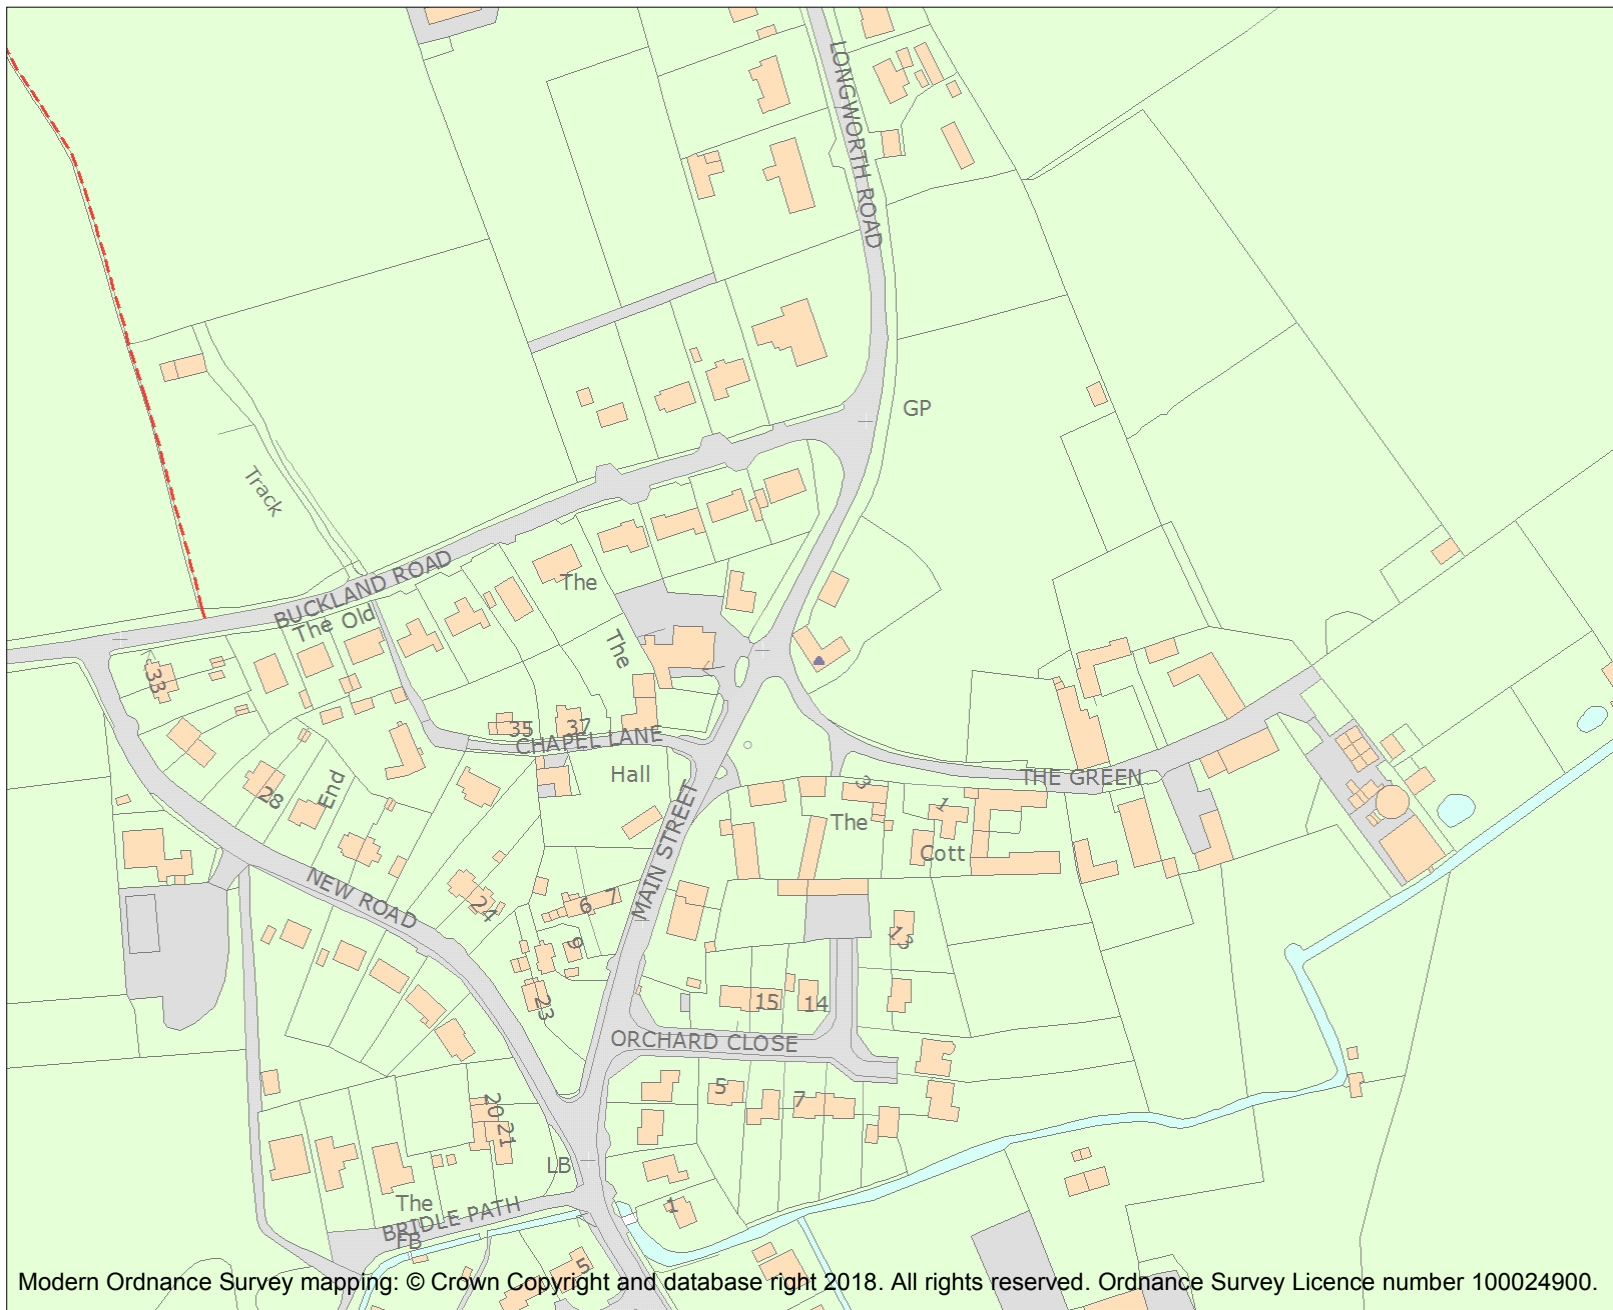 LONGWORTH ROAD
GP
Track
BUCKLAND ROAD
The Old
The
The
33
35
37
CHAPEL LANE
Hall
THE GREEN
28
End
3
1
The
Cott
MAIN STREET
NEW ROAD
24
6
7
9
13
23
15
14
ORCHARD CLOSE
5
7
20
21
LB
The
BRIDLE PATH
FB
1
5
Modern Ordnance Survey mapping: © Crown Copyright and database right 2018. All rights reserved. Ordnance Survey Licence number 100024900.